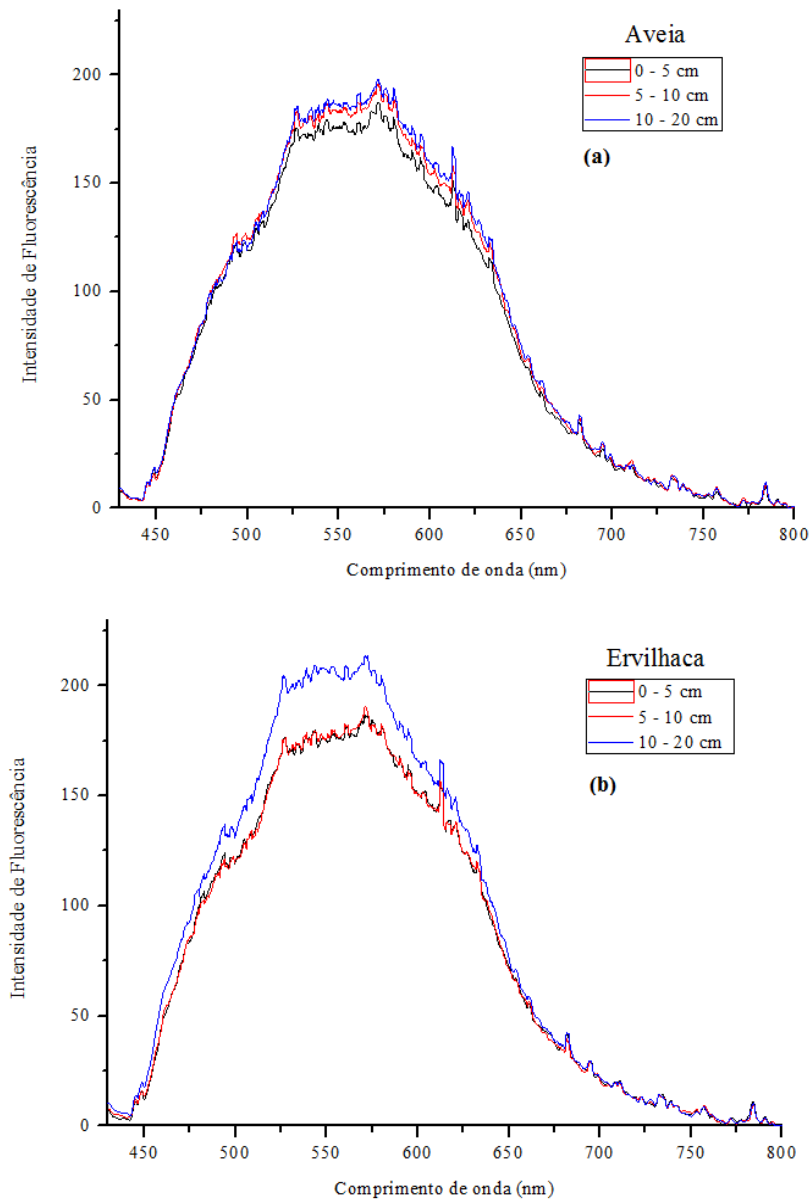 Aveia
0 - 5 cm
5 - 10 cm
10 - 20 cm
(a)
Intensidade de Fluorescência
200
150
100
50
0
450 500 550 600 650 700 750 800
Comprimento de onda (nm)
Ervilhaca
0 - 5 cm
5 - 10 cm
10 - 20 cm
(b)
Intensidade de Fluorescência
200
150
100
50
0
450 500 550 600 650 700 750 800
Comprimento de onda (nm)